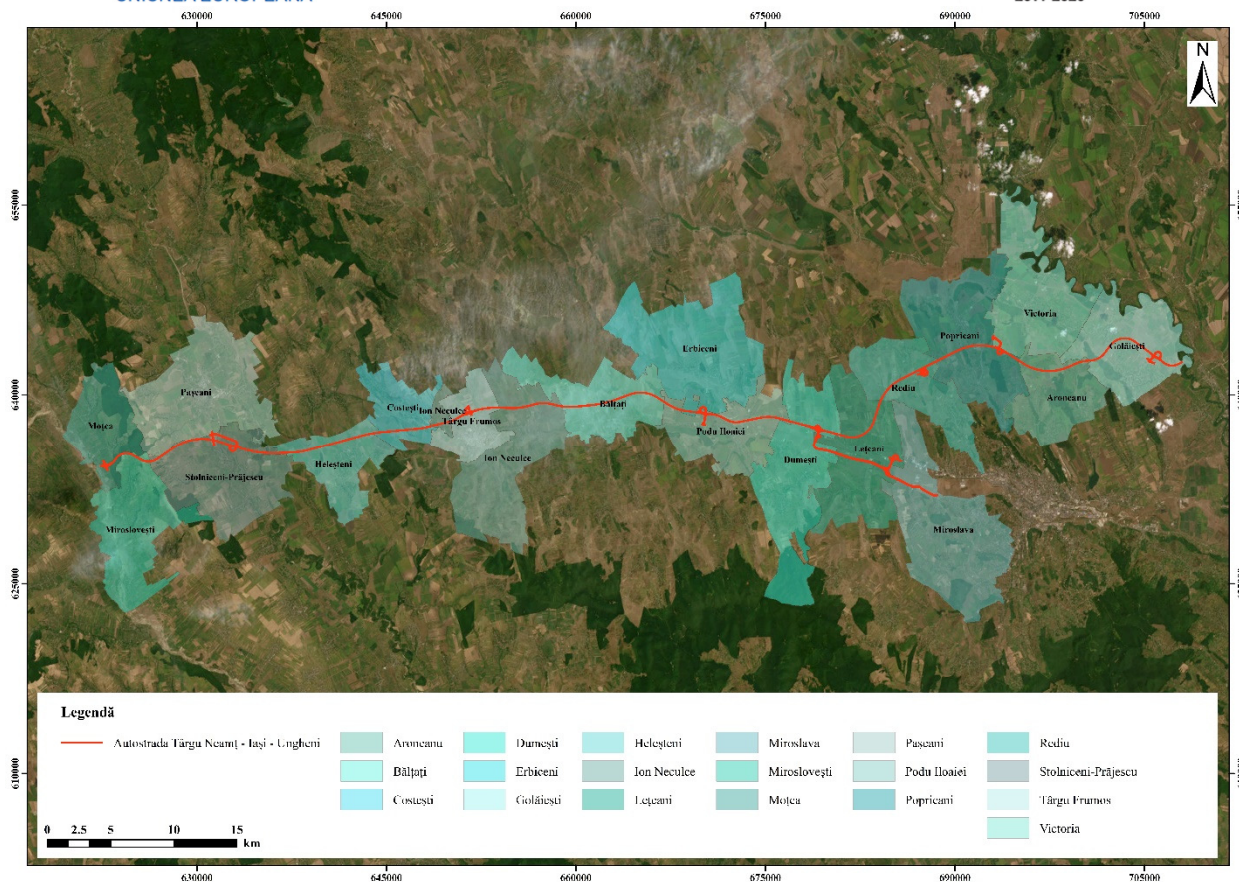 630000 645000 660000 675000 690000 705000
N
655000
Victoria
Popricani
Golăiești
Erbiceni
Pașcani
640000
Rediu
Costești
Ion Neculce
Bălțați
Aroneanu
Târgu Frumos
Moțca
Podu Iloaiei
Lețcani
Ion Neculce
Dumești
Heleșteni
Stolniceni-Prăjescu
Miroslovești
Miroslava
625000
Legendă
Autostrada Târgu Neamț - Iași - Ungheni
Aroneanu Dumești Heleșteni Miroslava Pașcani Rediu
Bălțați Erbiceni Ion Neculce Miroslovești Podu Iloaiei Stolniceni-Prăjescu
Costești Golăiești Lețcani Moțca Popricani Târgu Frumos
Victoria
610000
0 2.5 5 10 15
km
630000 645000 660000 675000 690000 705000